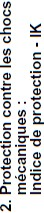 2. Protection contre les chocs
mécaniques :
Indice de protection - IK